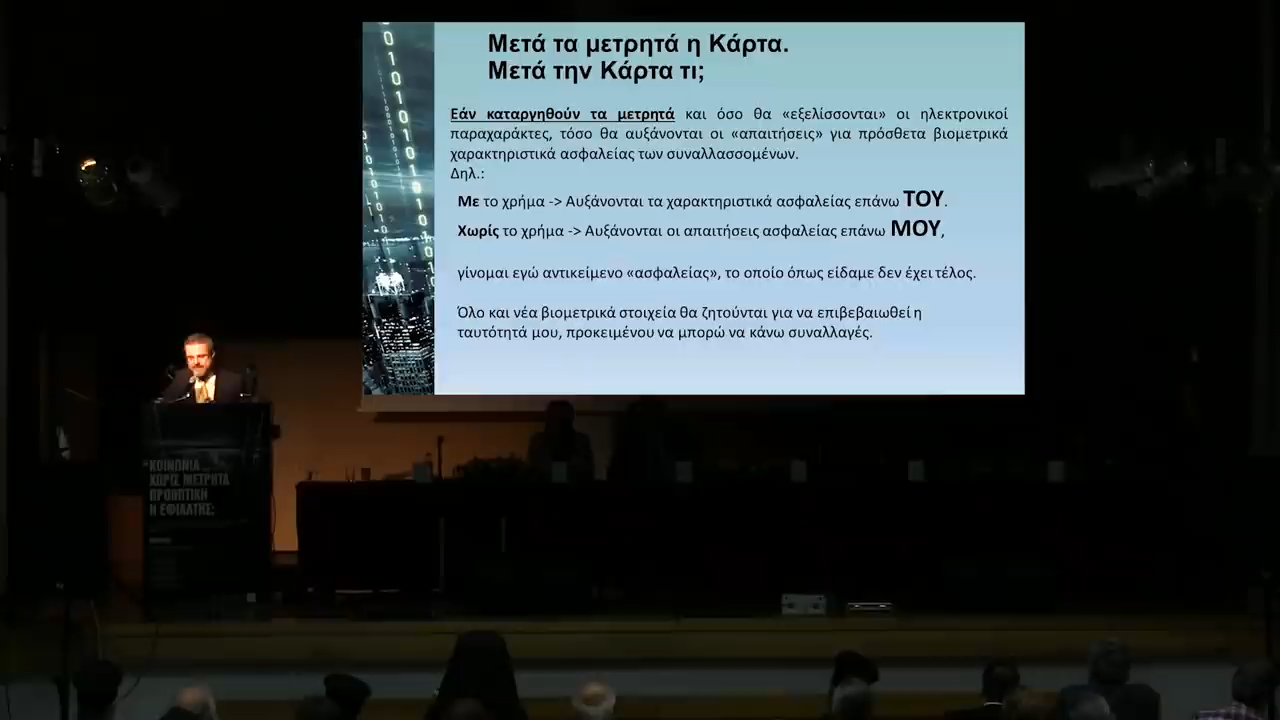 Μετά τα μετρητά η Κάρτα.
Μετά την Κάρτα τι;
Εάν καταργηθούν τα μετρητά και όσο θα «εξελίσσονται» οι ηλεκτρονικοί
παραχαράκτες, τόσο θα αυξάνονται οι «απαιτήσεις» για πρόσθετα βιομετρικά
χαρακτηριστικά ασφαλείας των συναλλασσομένων.
Δηλ.:
Με το χρήμα -> Αυξάνονται τα χαρακτηριστικά ασφαλείας επάνω ΤΟΥ.
Χωρίς το χρήμα -> Αυξάνονται οι απαιτήσεις ασφαλείας επάνω ΜΟΥ,
γίνομαι εγώ αντικείμενο «ασφαλείας», το οποίο όπως είδαμε δεν έχει τέλος.
Όλο και νέα βιομετρικά στοιχεία θα ζητούνται για να επιβεβαιωθεί η
ταυτότητά μου, προκειμένου να μπορώ να κάνω συναλλαγές.
ΚΟΙΝΩΝΙΑ
ΧΩΡΙΣ ΜΕΤΡΗΤΑ
ΠΡΟΟΠΤΙΚΗ
Η ΕΦΙΑΛΤΗΣ;